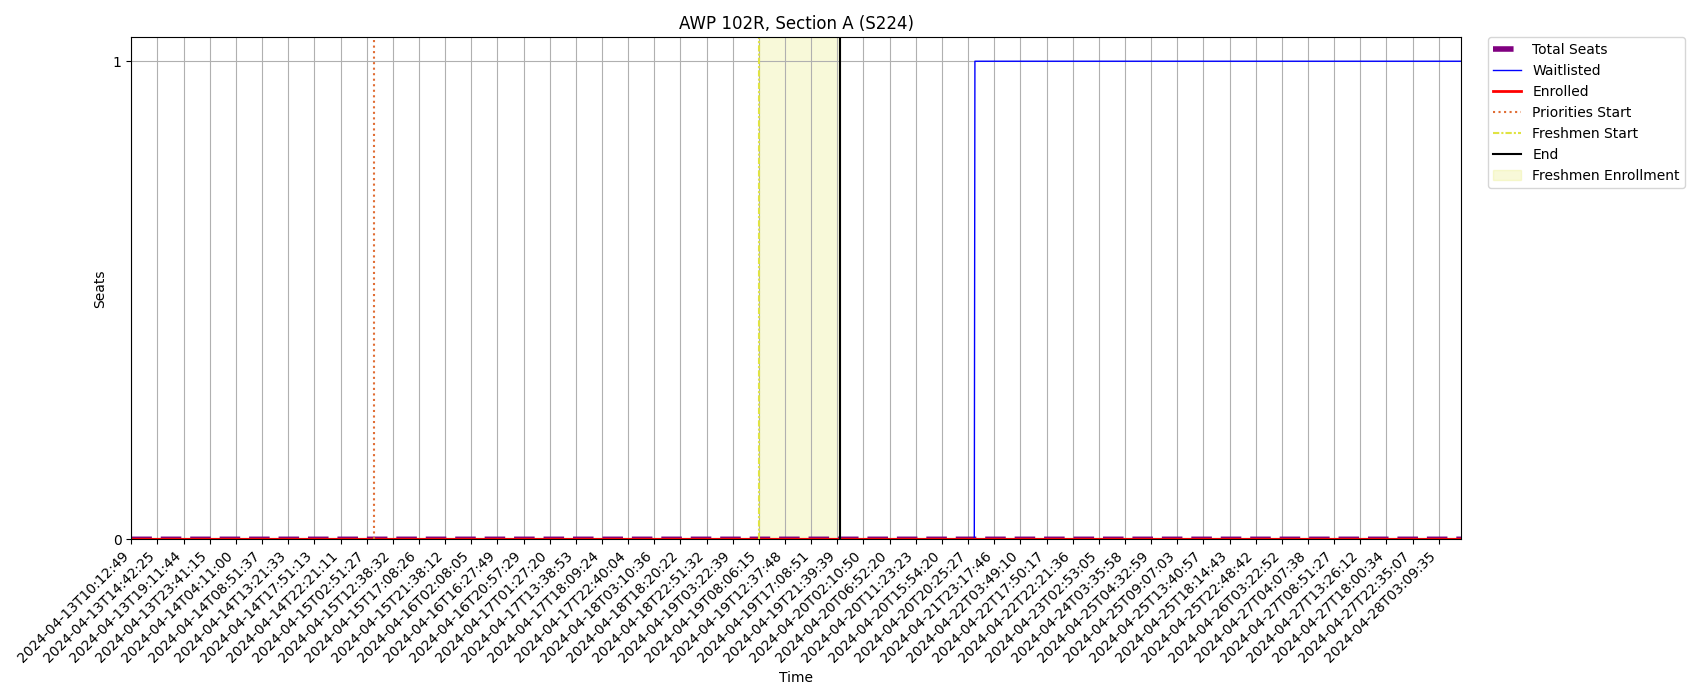 AWP 102R, Section A (S224)
Total Seats
Waitlisted
Enrolled
Priorities Start
Freshmen Start
End
Freshmen Enrollment
Seats
1
0
2024-04-13T10:12:49
2024-04-13T14:42:25
2024-04-13T19:11:44
2024-04-13T23:41:15
2024-04-14T04:11:00
2024-04-14T08:51:37
2024-04-14T13:21:33
2024-04-14T17:51:13
2024-04-14T22:21:11
2024-04-15T02:51:27
2024-04-15T12:38:32
2024-04-15T17:08:26
2024-04-15T21:38:12
2024-04-16T02:08:05
2024-04-16T16:27:49
2024-04-16T20:57:29
2024-04-17T01:27:20
2024-04-17T13:38:53
2024-04-17T18:09:24
2024-04-17T22:40:04
2024-04-18T03:10:36
2024-04-18T18:20:22
2024-04-18T22:51:32
2024-04-19T03:22:39
2024-04-19T08:06:15
2024-04-19T12:37:48
2024-04-19T17:08:51
2024-04-19T21:39:39
2024-04-20T02:10:50
2024-04-20T06:52:20
2024-04-20T11:23:23
2024-04-20T15:54:20
2024-04-20T20:25:27
2024-04-21T23:17:46
2024-04-22T03:49:10
2024-04-22T17:50:17
2024-04-22T22:21:36
2024-04-23T02:53:05
2024-04-24T03:35:58
2024-04-25T04:32:59
2024-04-25T09:07:03
2024-04-25T13:40:57
2024-04-25T18:14:43
2024-04-25T22:48:42
2024-04-26T03:22:52
2024-04-27T04:07:38
2024-04-27T08:51:27
2024-04-27T13:26:12
2024-04-27T18:00:34
2024-04-27T22:35:07
2024-04-28T03:09:35
Time